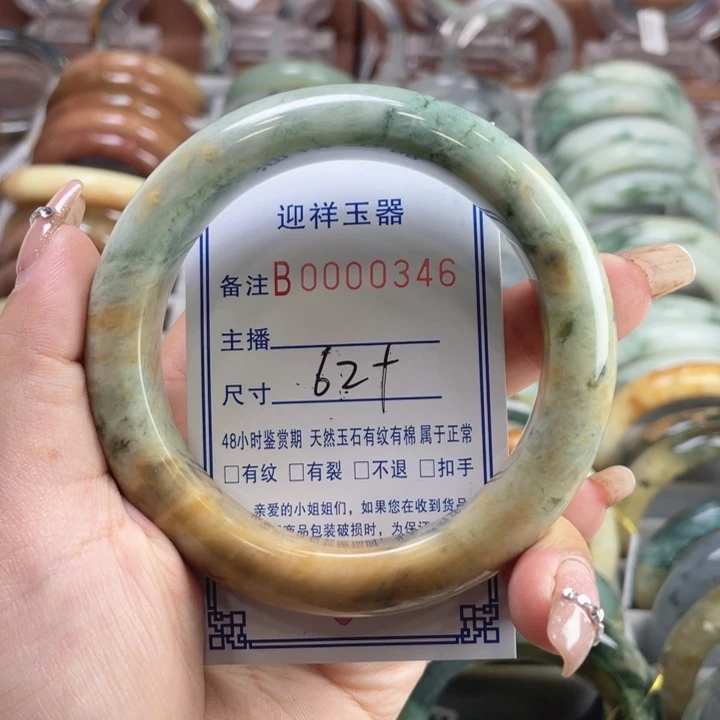 迎祥玉器
备注B0000346
主播
尺寸 62+
48小时鉴赏期 天然玉石有纹有棉 属于正常
□有纹 □有裂 □不退 □扣手
亲爱的小姐姐们，如果您在收到货品
商品包装破损时，为保证